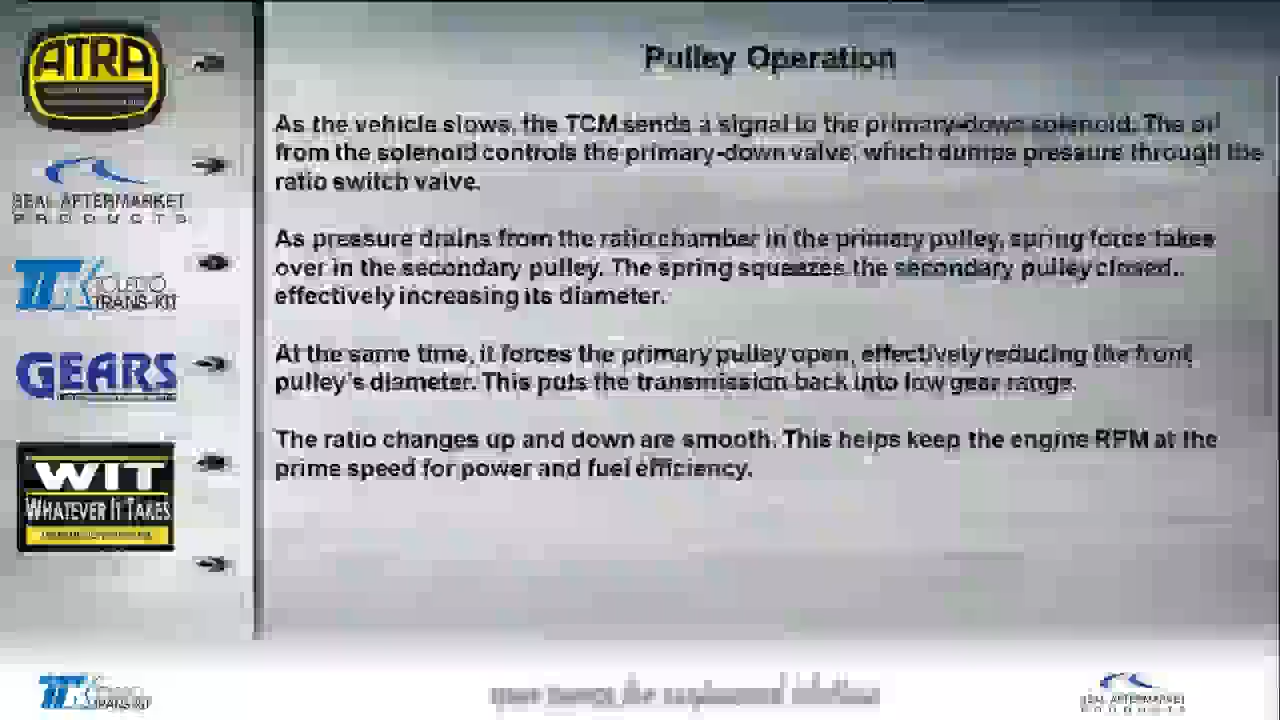 ATRA
Pulley Operation
As the vehicle slows, the TCM sends a signal to the primary-down solenoid. The oil
from the solenoid controls the primary-down valve, which dumps pressure through the
ratio switch valve.
SEAL AFTERMARKET
PRODUCTS
As pressure drains from the ratio chamber in the primary pulley, spring force takes
over in the secondary pulley. The spring squeezes the secondary pulley closed,
effectively increasing its diameter.
TOLEDO
TRANS-KIT
At the same time, it forces the primary pulley open, effectively reducing the front
pulley's diameter. This puts the transmission back into low gear range.
GEARS
The ratio changes up and down are smooth. This helps keep the engine RPM at the
prime speed for power and fuel efficiency.
WIT
WHATEVER IT TAKES
TRANS-KIT
SEAL AFTERMARKET
PRODUCTS